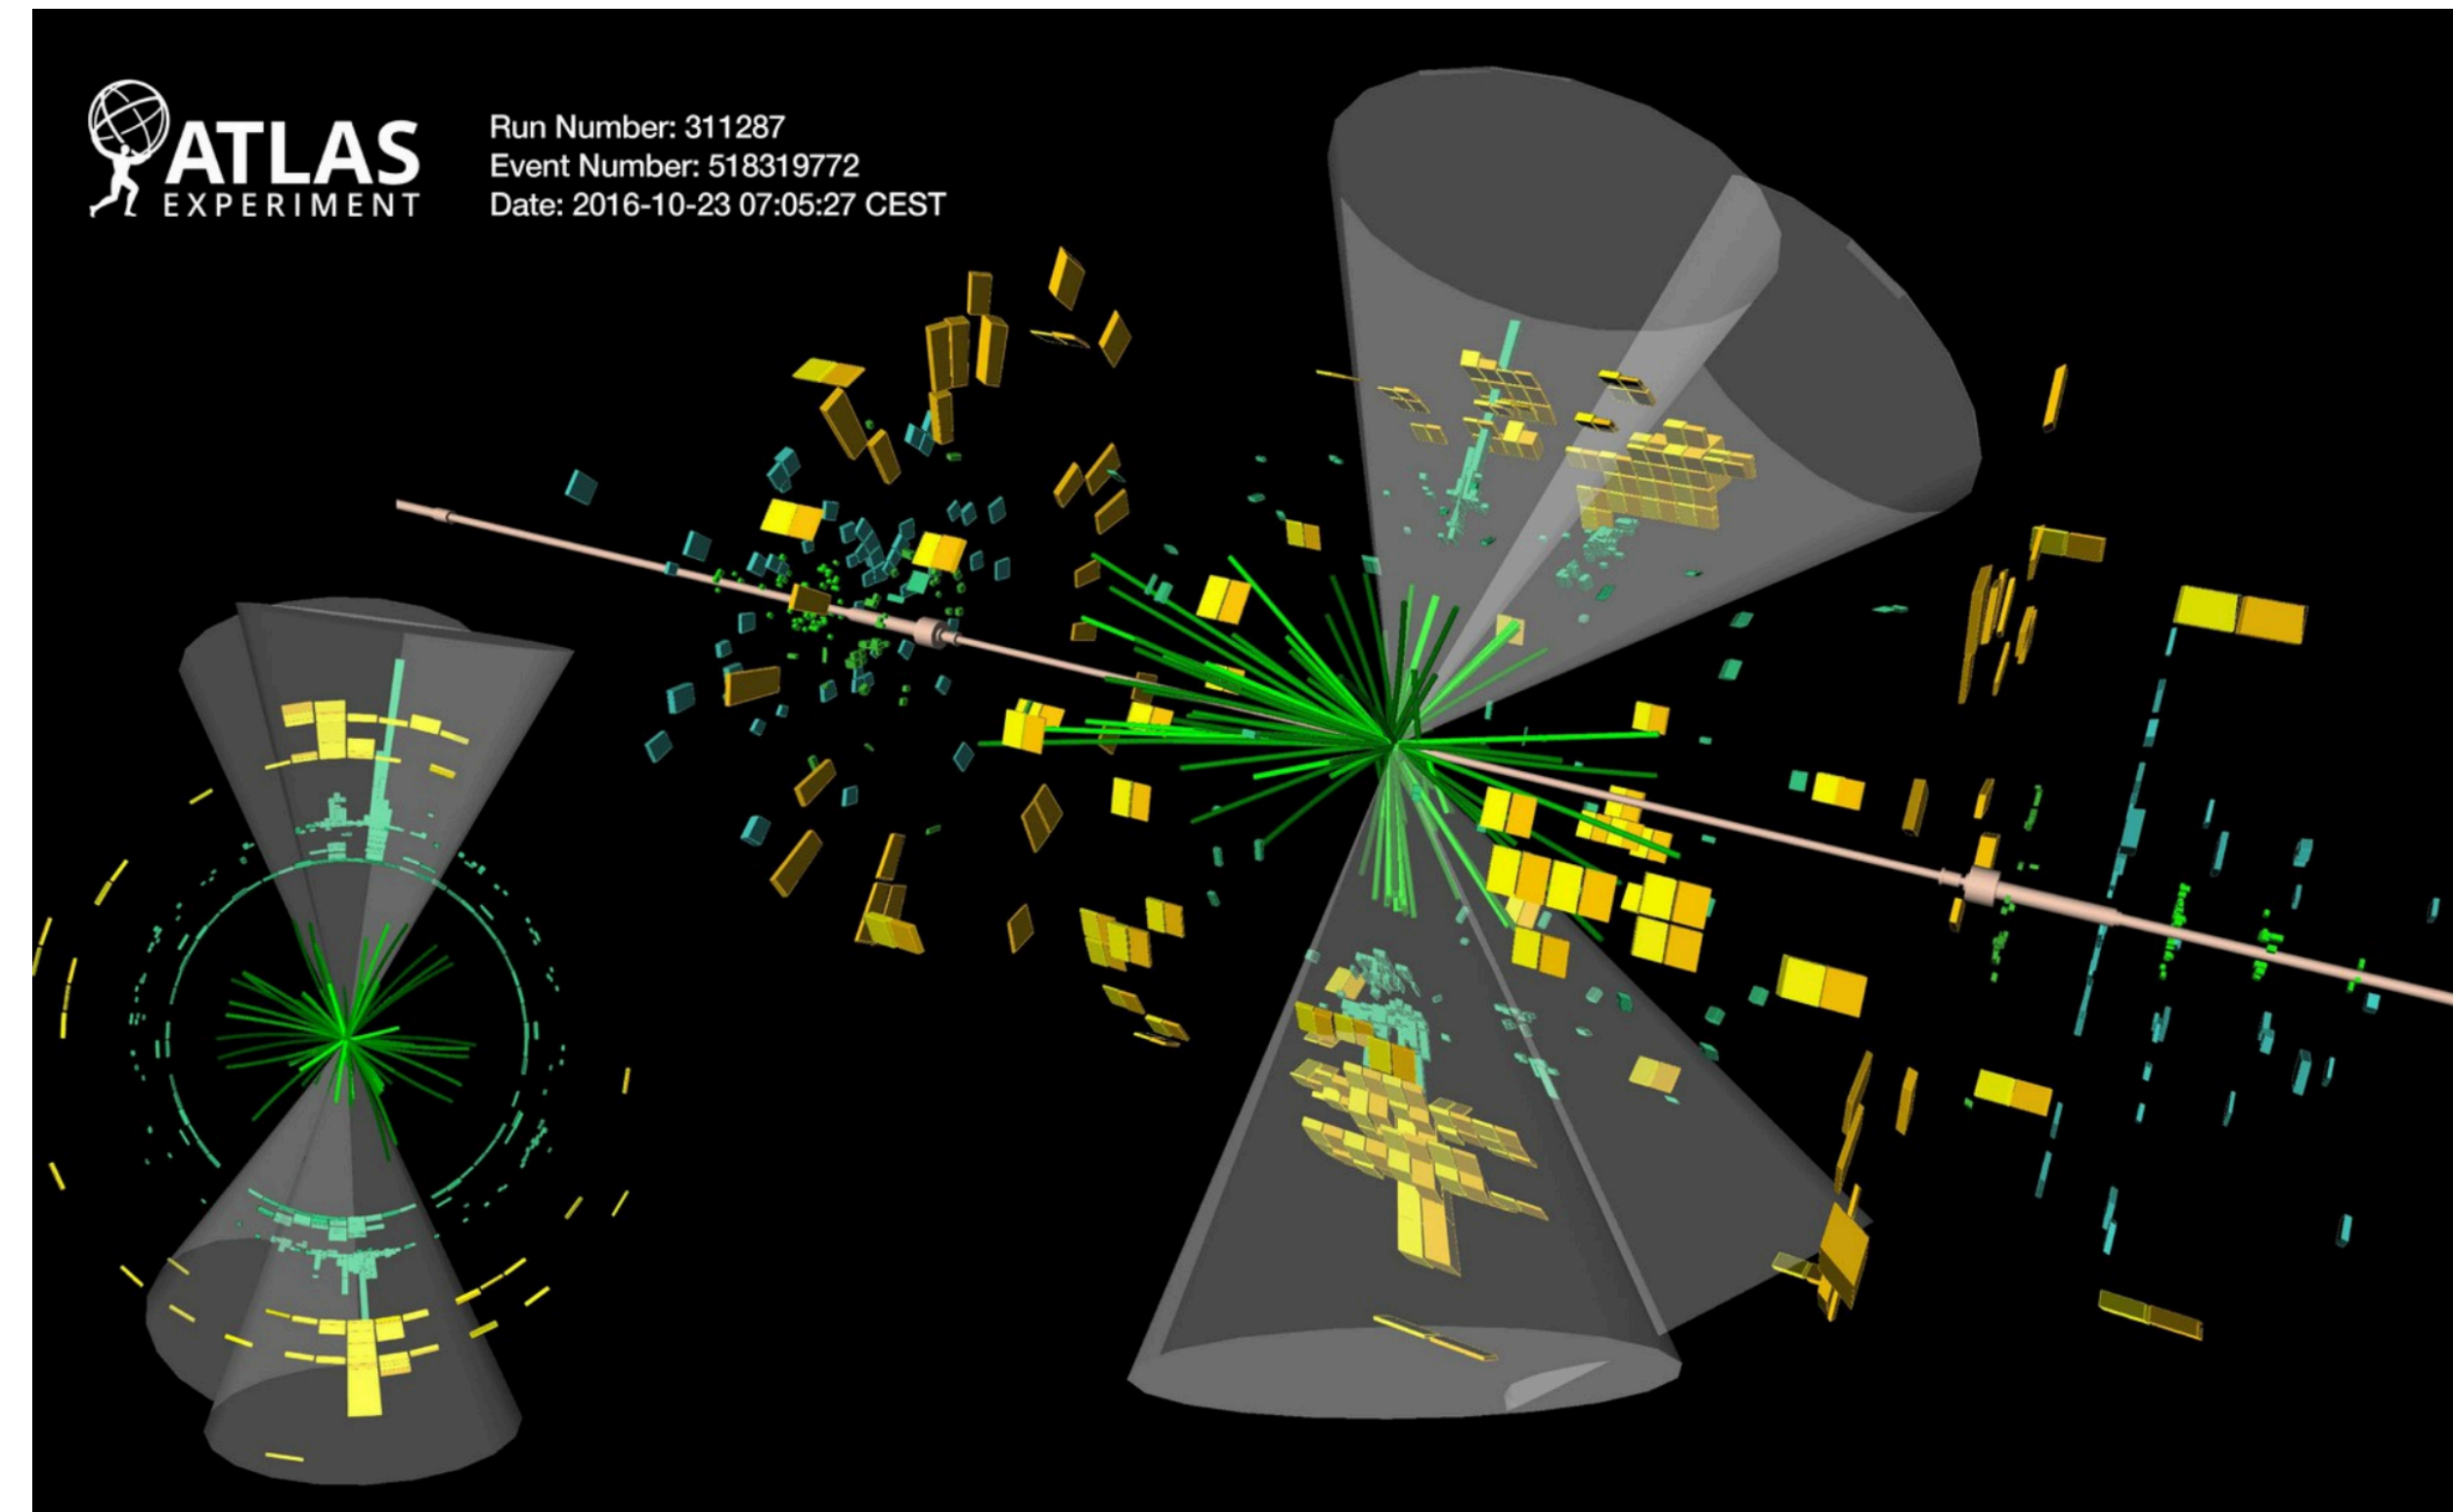 ATLAS
EXPERIMENT
Run Number: 311287
Event Number: 518319772
Date: 2016-10-23 07:05:27 CEST